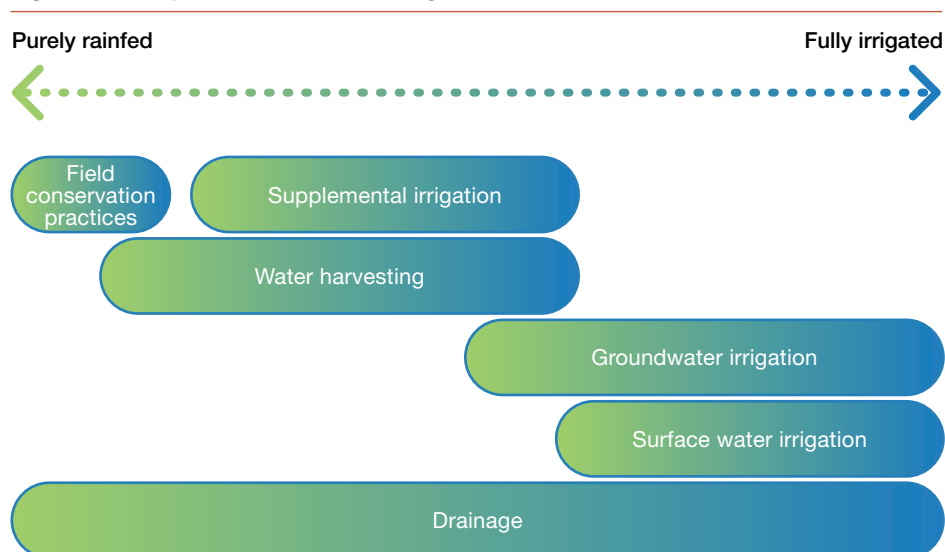 Purely rainfed
Fully irrigated
Field
conservation
practices
Supplemental irrigation
Water harvesting
Groundwater irrigation
Surface water irrigation
Drainage